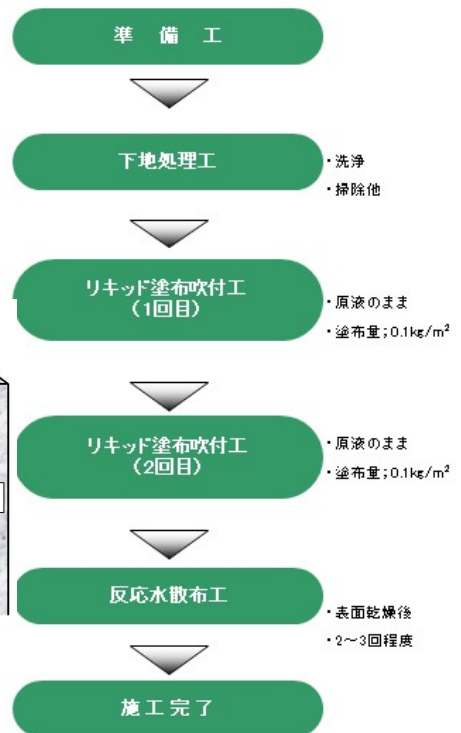 準備工
下地処理工
・洗浄
・掃除他
リキッド塗布吹付工
(1回目)
・原液のまま
・塗布量;0.1kg/m²
リキッド塗布吹付工
(2回目)
・原液のまま
・塗布量;0.1kg/m²
反応水散布工
・表面乾燥後
・2~3回程度
施工完了